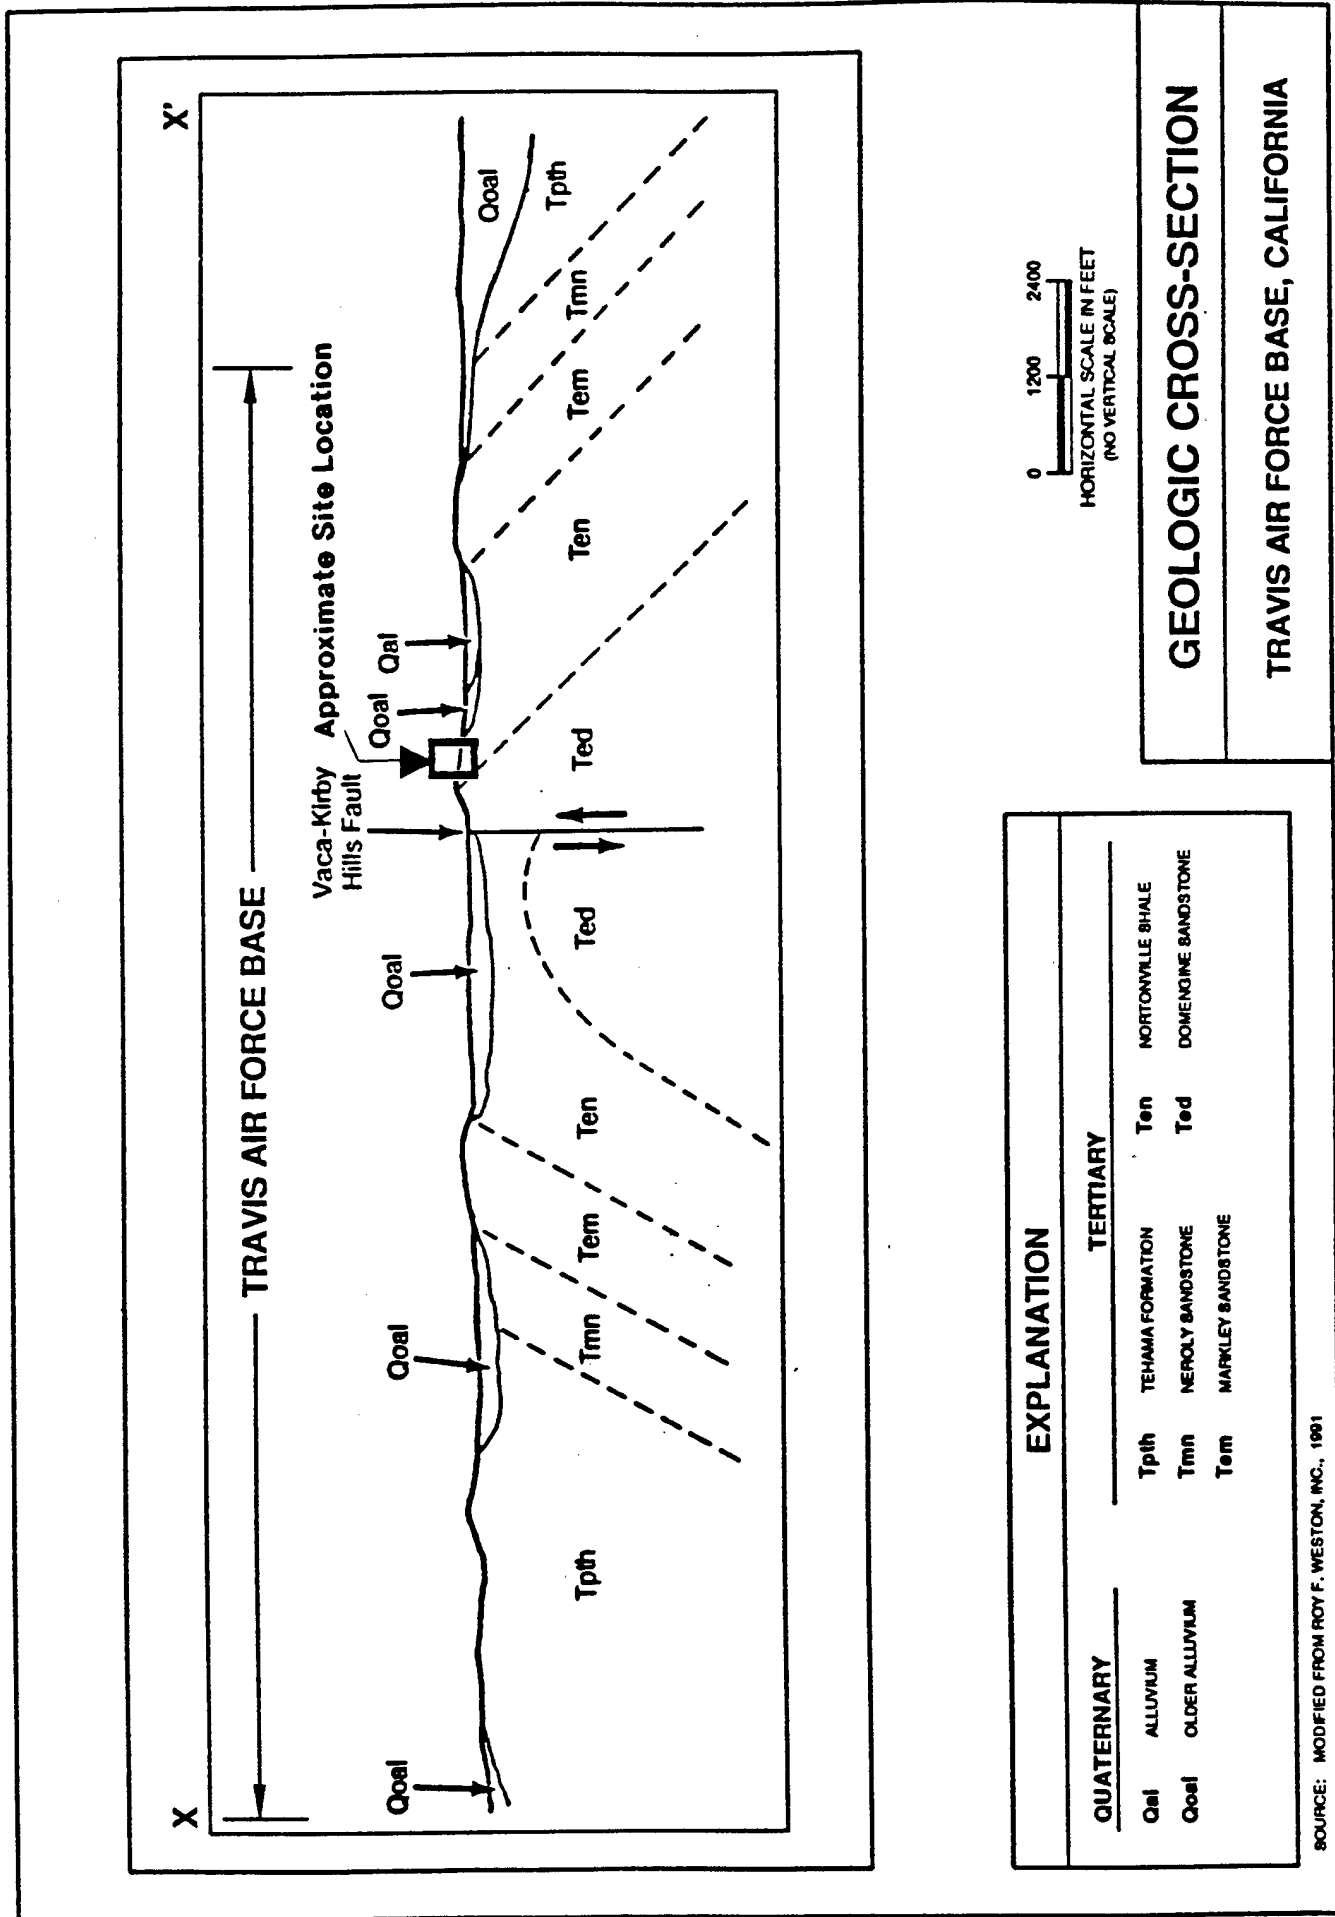 X
X'
TRAVIS AIR FORCE BASE
Vaca-Kirby
Hills Fault
Approximate Site Location
Qoal
Qoal
Qoal
Qoal
Qal
Qoal
Tpth
Tmn
Tem
Ten
Ted
Ted
Ten
Tem
Tmn
Tpth
0 1200 2400
HORIZONTAL SCALE IN FEET
(NO VERTICAL SCALE)
EXPLANATION
QUATERNARY
Qal ALLUVIUM
Qoal OLDER ALLUVIUM
TERTIARY
Tpth TEHAMA FORMATION
Tmn NEROLY SANDSTONE
Tem MARKLEY SANDSTONE
Ten NORTONVILLE SHALE
Ted DOMENGINE SANDSTONE
GEOLOGIC CROSS-SECTION
TRAVIS AIR FORCE BASE, CALIFORNIA
SOURCE: MODIFIED FROM ROY F. WESTON, INC., 1991